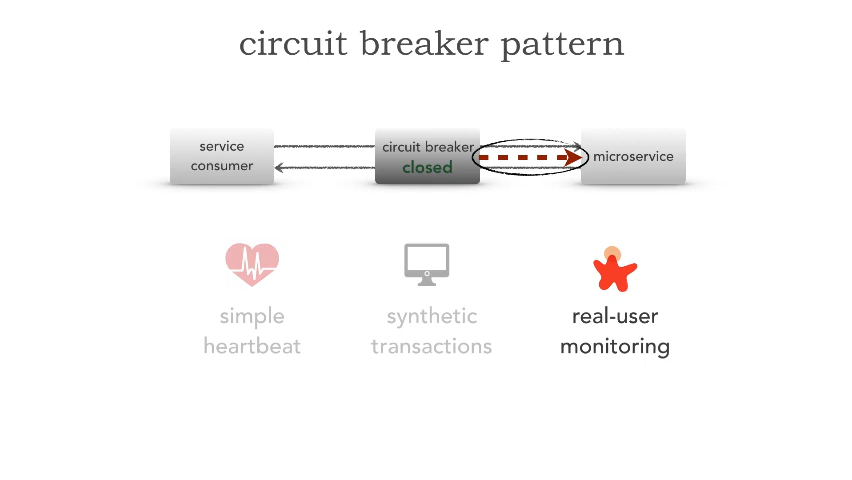 circuit breaker pattern
service
consumer
circuit breaker
closed
microservice
simple
heartbeat
synthetic
transactions
real-user
monitoring